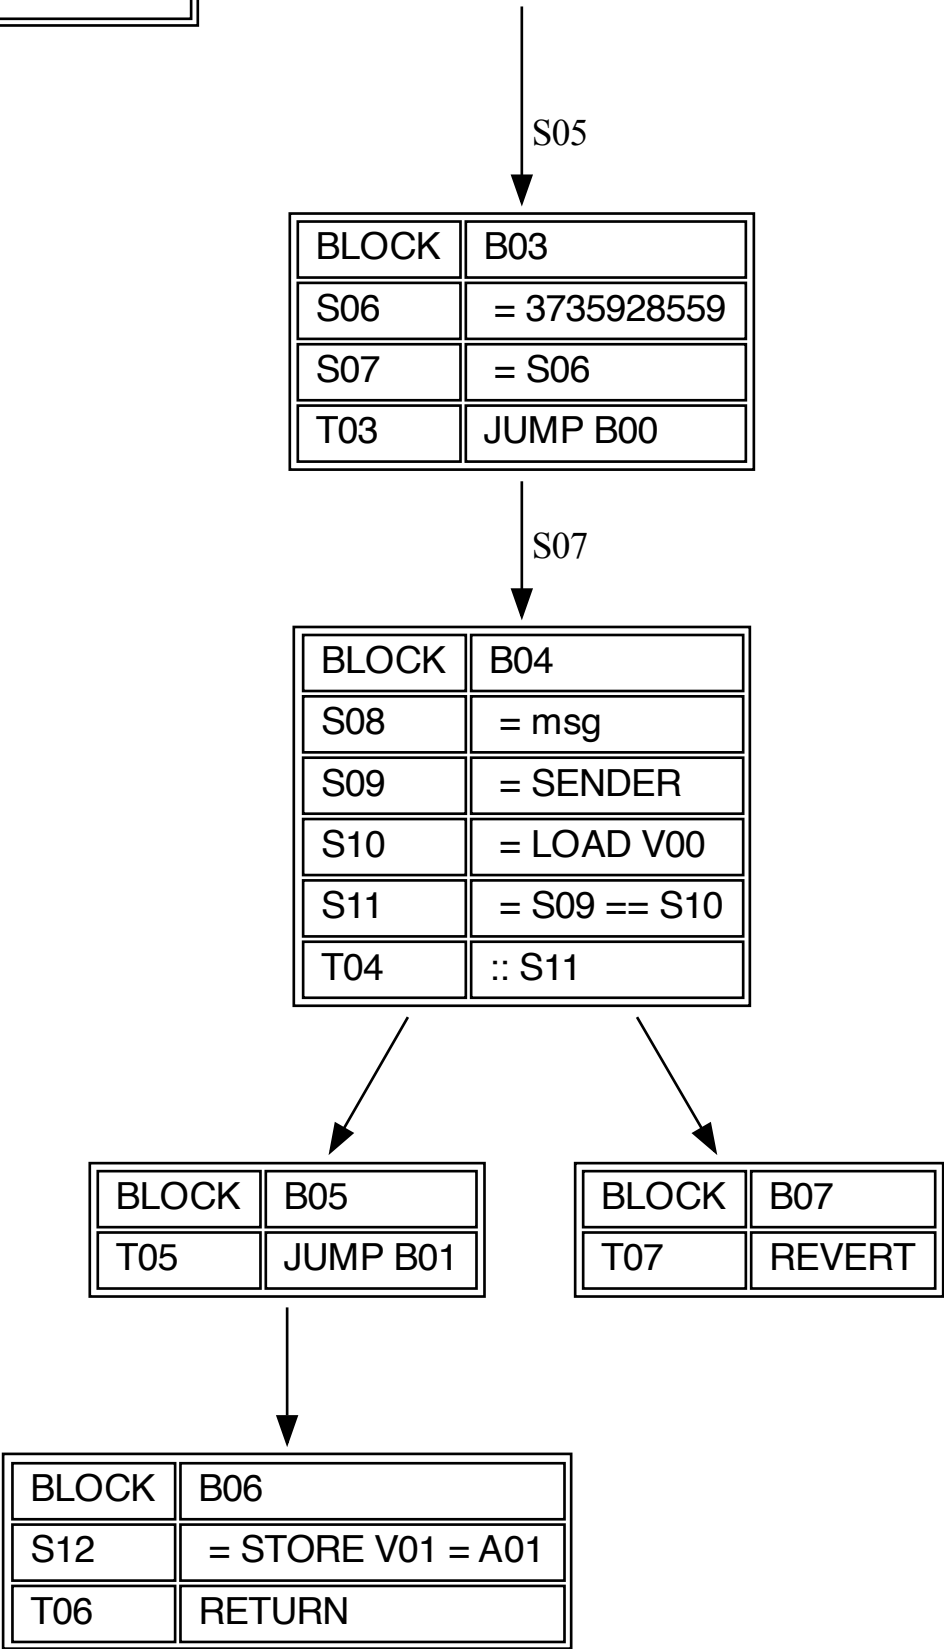 S05
BLOCK B03
S06 = 3735928559
S07 = S06
T03 JUMP B00
S07
BLOCK B04
S08 = msg
S09 = SENDER
S10 = LOAD V00
S11 = S09 == S10
T04 :: S11
BLOCK B05
T05 JUMP B01
BLOCK B07
T07 REVERT
BLOCK B06
S12 = STORE V01 = A01
T06 RETURN